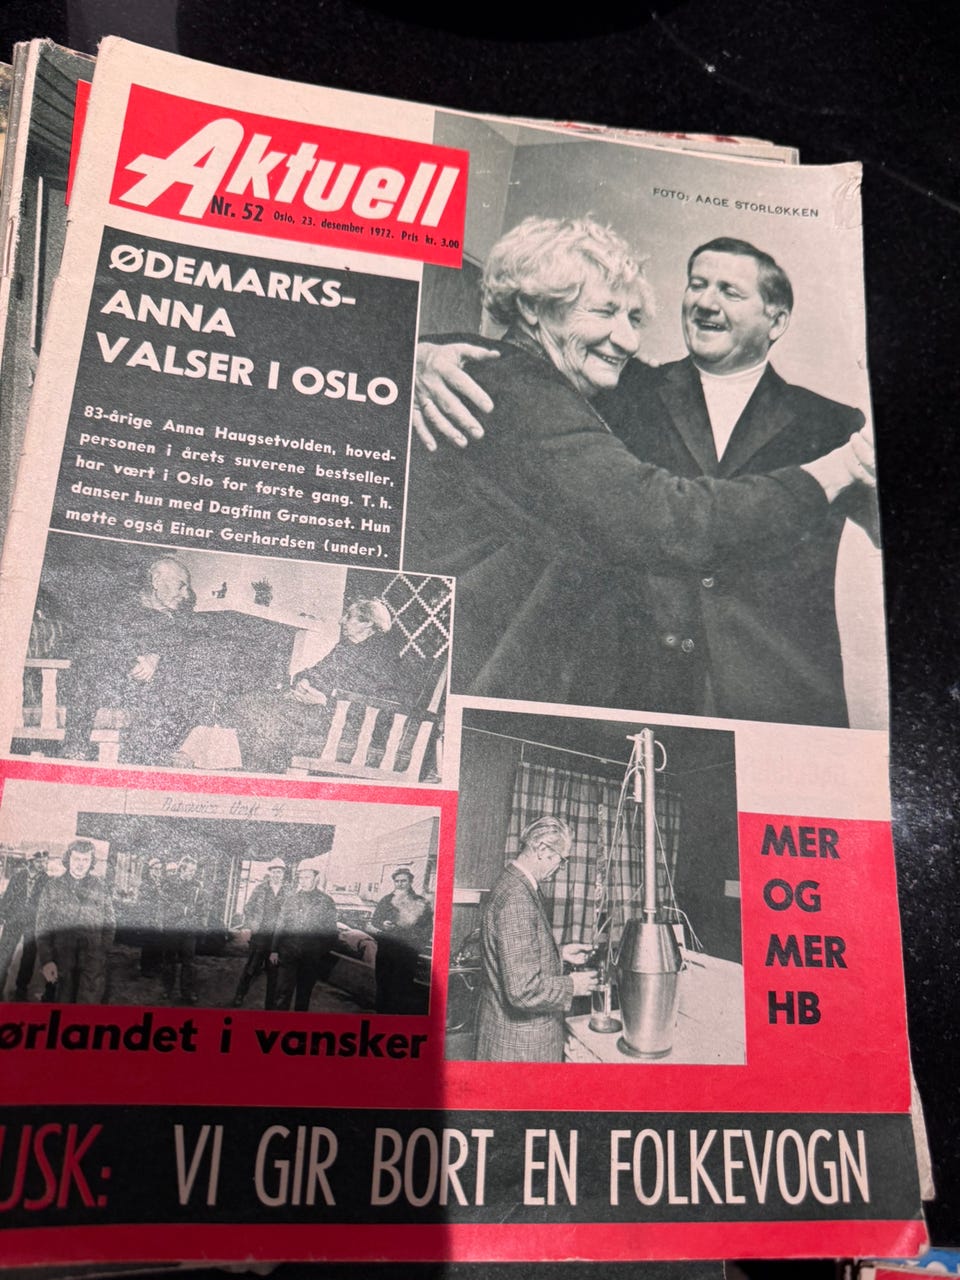 Aktuell
Nr. 52 Oslo, 23. desember 1972. Pris kr. 3.00
FOTO: AAGE STORLØKKEN
ØDEMARKS-
ANNA
VALSER I OSLO
83-årige Anna Haugsetvolden, hoved-
personen i årets suverene bestseller,
har vært i Oslo for første gang. T. h.
danser hun med Dagfinn Grønoset. Hun
møtte også Einar Gerhardsen (under).
MER
OG
MER
HB
ørlandet i vansker
USK: VI GIR BORT EN FOLKEVOGN